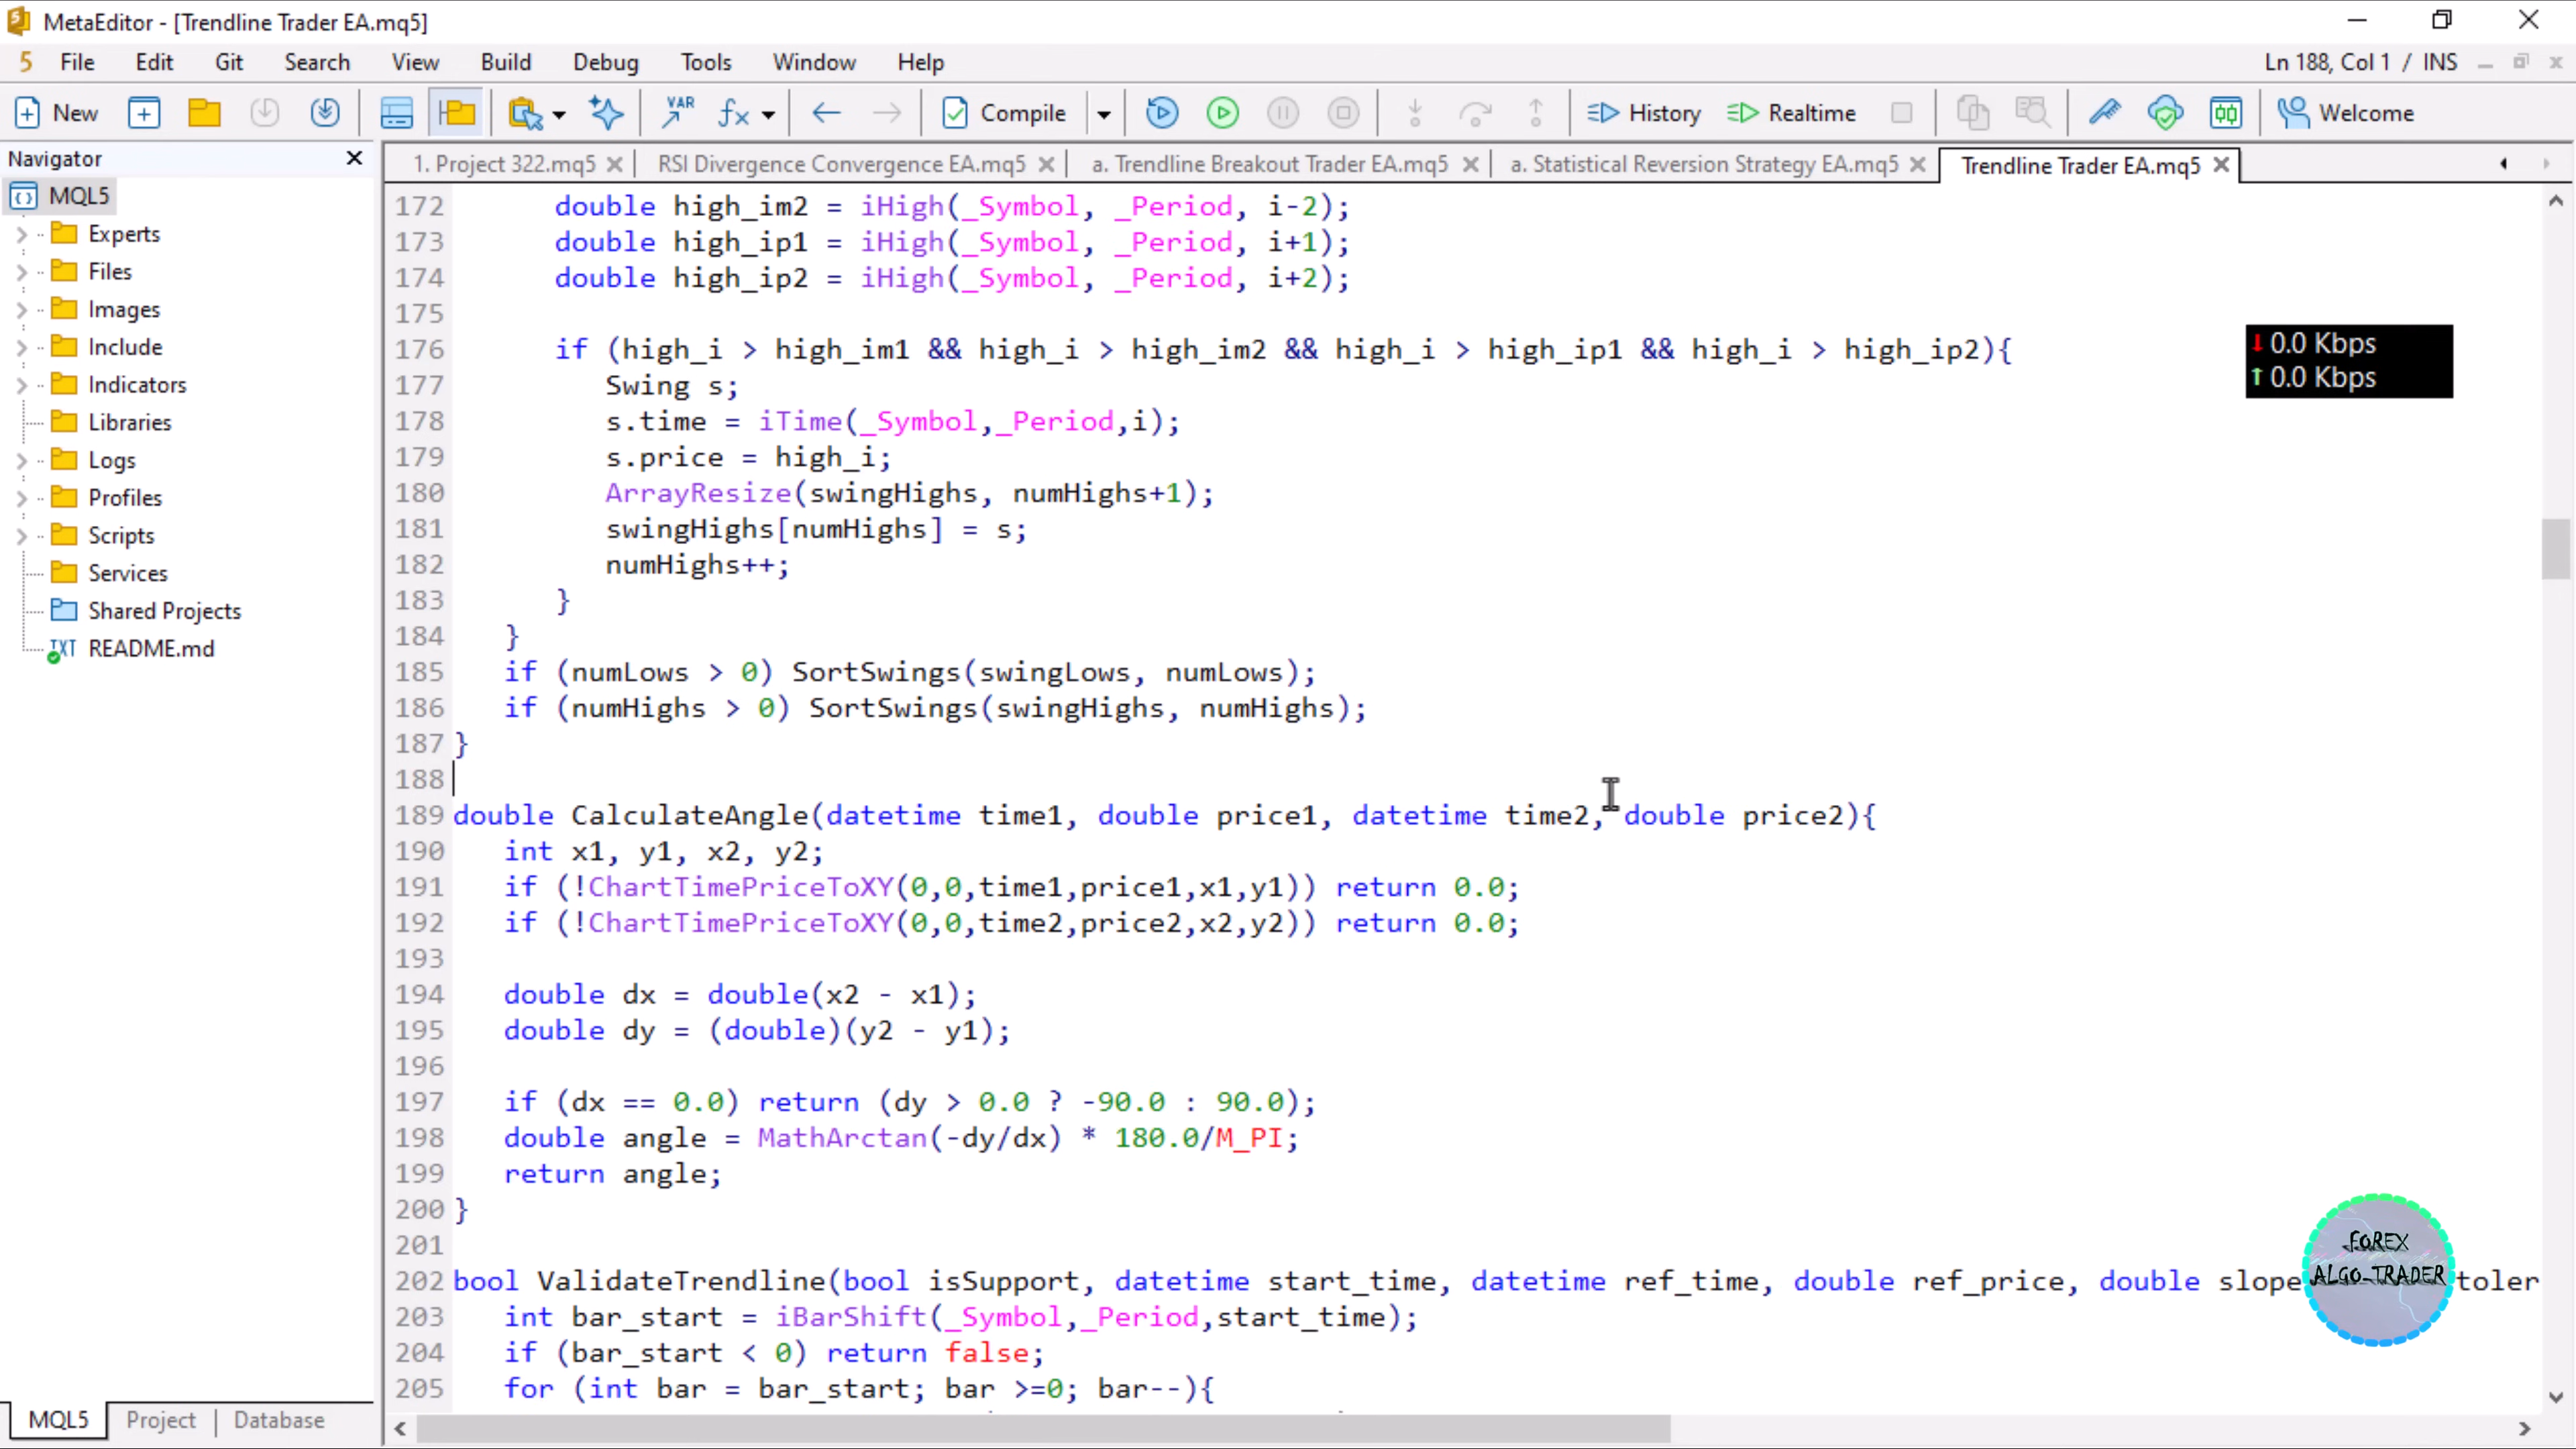 MetaEditor - [Trendline Trader EA.mq5]
5 File Edit Git Search View Build Debug Tools Window Help Ln 188, Col 1 / INS
New VAR fx Compile History Realtime Welcome
Navigator
MQL5
Experts
Files
Images
Include
Indicators
Libraries
Logs
Profiles
Scripts
Services
Shared Projects
TXT README.md
MQL5 Project Database
1. Project 322.mq5 RSI Divergence Convergence EA.mq5 a. Trendline Breakout Trader EA.mq5 a. Statistical Reversion Strategy EA.mq5 Trendline Trader EA.mq5
172 double high_im2 = iHigh(_Symbol, _Period, i-2);
173 double high_ip1 = iHigh(_Symbol, _Period, i+1);
174 double high_ip2 = iHigh(_Symbol, _Period, i+2);
175
176 if (high_i > high_im1 && high_i > high_im2 && high_i > high_ip1 && high_i > high_ip2){
177 Swing s;
178 s.time = iTime(_Symbol,_Period,i);
179 s.price = high_i;
180 ArrayResize(swingHighs, numHighs+1);
181 swingHighs[numHighs] = s;
182 numHighs++;
183 }
184 }
185 if (numLows > 0) SortSwings(swingLows, numLows);
186 if (numHighs > 0) SortSwings(swingHighs, numHighs);
187 }
188
189 double CalculateAngle(datetime time1, double price1, datetime time2, double price2){
190 int x1, y1, x2, y2;
191 if (!ChartTimePriceToXY(0,0,time1,price1,x1,y1)) return 0.0;
192 if (!ChartTimePriceToXY(0,0,time2,price2,x2,y2)) return 0.0;
193
194 double dx = double(x2 - x1);
195 double dy = (double)(y2 - y1);
196
197 if (dx == 0.0) return (dy > 0.0 ? -90.0 : 90.0);
198 double angle = MathArctan(-dy/dx) * 180.0/M_PI;
199 return angle;
200 }
201
202 bool ValidateTrendline(bool isSupport, datetime start_time, datetime ref_time, double ref_price, double slope toler
203 int bar_start = iBarShift(_Symbol,_Period,start_time);
204 if (bar_start < 0) return false;
205 for (int bar = bar_start; bar >=0; bar--){
0.0 Kbps
0.0 Kbps
FOREX
ALGO-TRADER